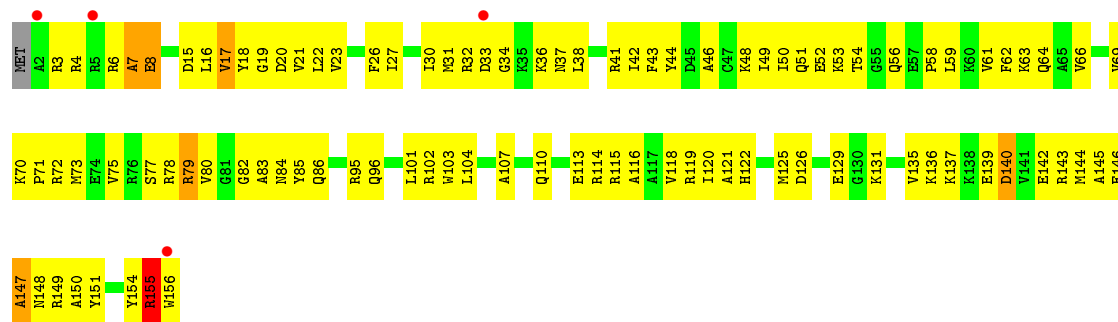 MET A2 R3 R4 R5 R6 A7 E8 D15 L16 V17 Y18 G19 D20 V21 L22 V23 F26 I27 I30 M31 R32 D33 G34 K35 K36 N37 L38 R41 I42 F43 Y44 D45 A46 C47 K48 I49 I50 Q51 E52 K53 T54 G55 Q56 E57 P58 L59 K60 V61 F62 K63 Q64 A65 V66 V69
K70 P71 R72 M73 E74 V75 R76 S77 R78 R79 V80 G81 G82 A83 N84 Y85 Q86 R95 Q96 L101 R102 W103 L104 A107 Q110 E113 R114 R115 A116 A117 V118 R119 I120 A121 H122 M125 D126 E129 G130 K131 V135 K136 K137 K138 E139 D140 V141 E142 R143 M144 A145 E146
A147 N148 R149 A150 Y151 Y154 R155 W156